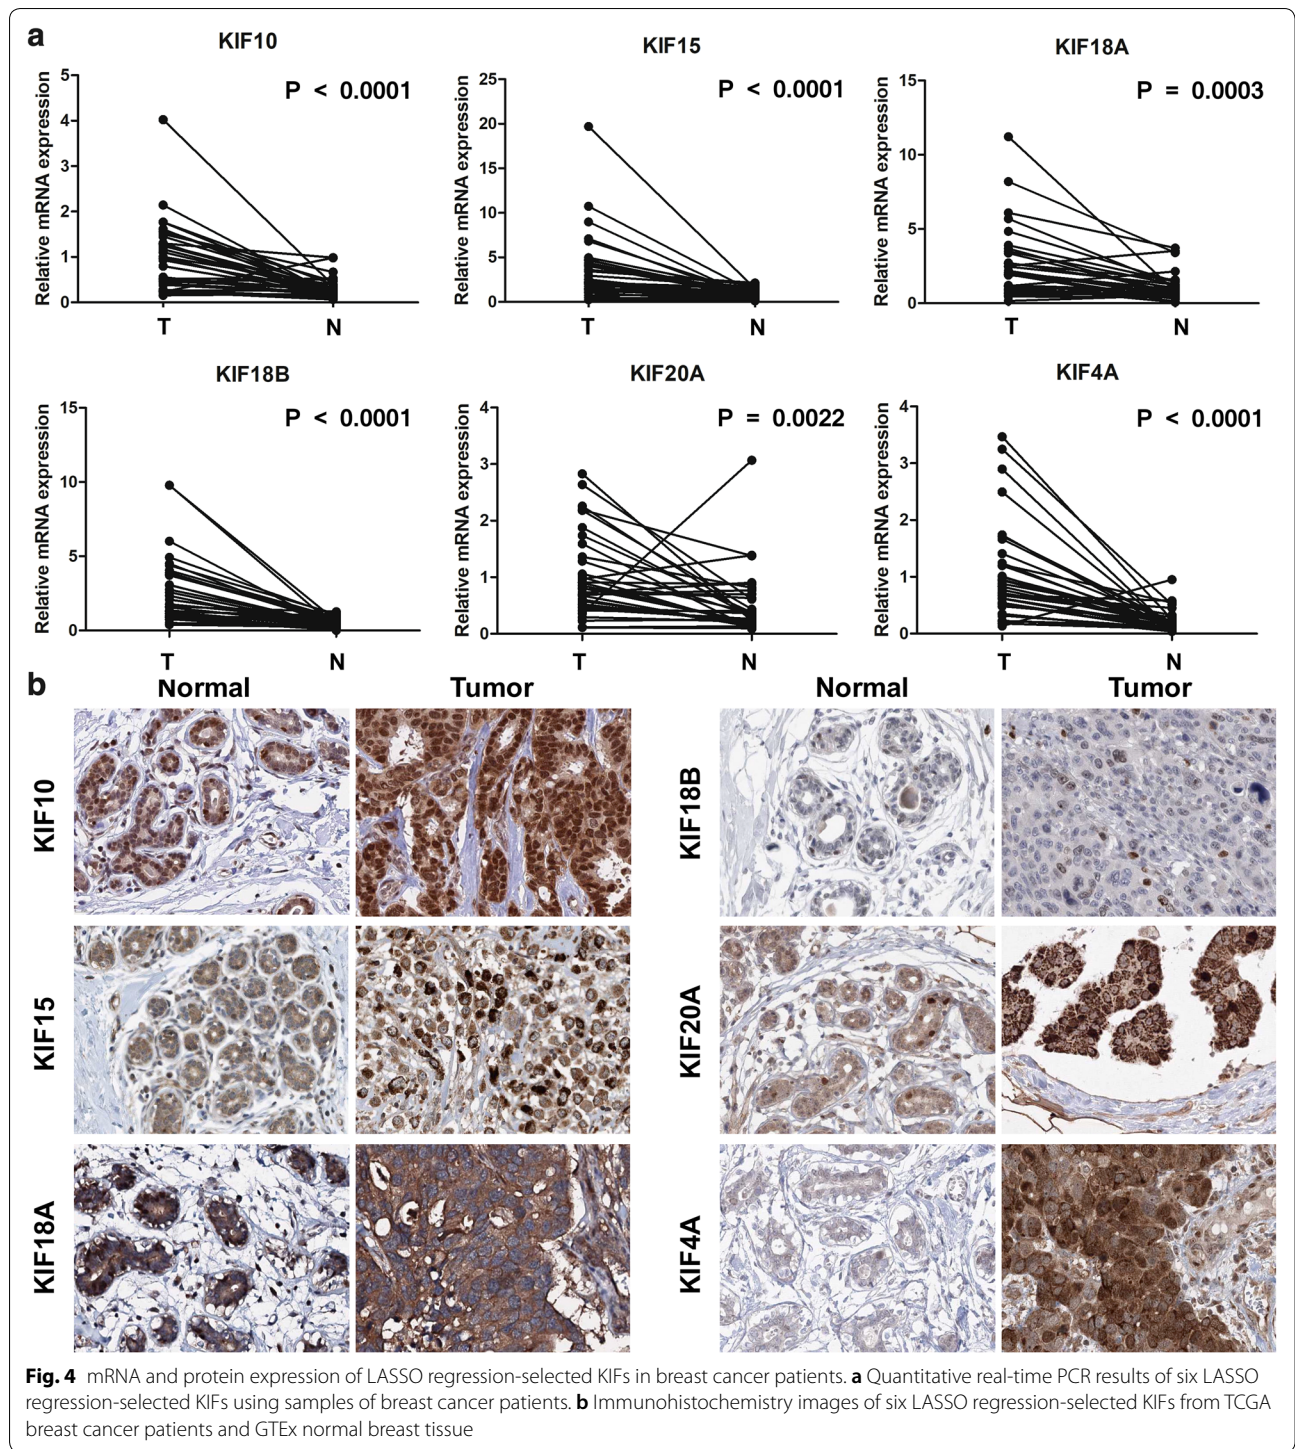 a
KIF10
P < 0.0001
Relative mRNA expression
5
4
3
2
1
0
T N
KIF15
P < 0.0001
Relative mRNA expression
25
20
15
10
5
0
T N
KIF18A
P = 0.0003
Relative mRNA expression
15
10
5
0
T N
KIF18B
P < 0.0001
Relative mRNA expression
15
10
5
0
T N
KIF20A
P = 0.0022
Relative mRNA expression
4
3
2
1
0
T N
KIF4A
P < 0.0001
Relative mRNA expression
4
3
2
1
0
T N
b
Normal Tumor
KIF10
KIF15
KIF18A
Normal Tumor
KIF18B
KIF20A
KIF4A
Fig. 4 mRNA and protein expression of LASSO regression-selected KIFs in breast cancer patients. a Quantitative real-time PCR results of six LASSO
regression-selected KIFs using samples of breast cancer patients. b Immunohistochemistry images of six LASSO regression-selected KIFs from TCGA
breast cancer patients and GTEx normal breast tissue